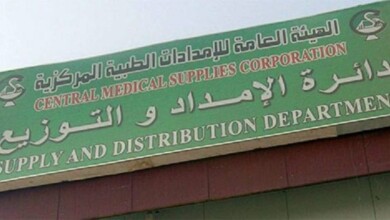 الهيئة العامة للإمدادات الطبية المركزية
CENTRAL MEDICAL SUPPLIES CORPORATION
دائرة الإمداد و التوزيع
SUPPLY AND DISTRIBUTION DEPARTMEN